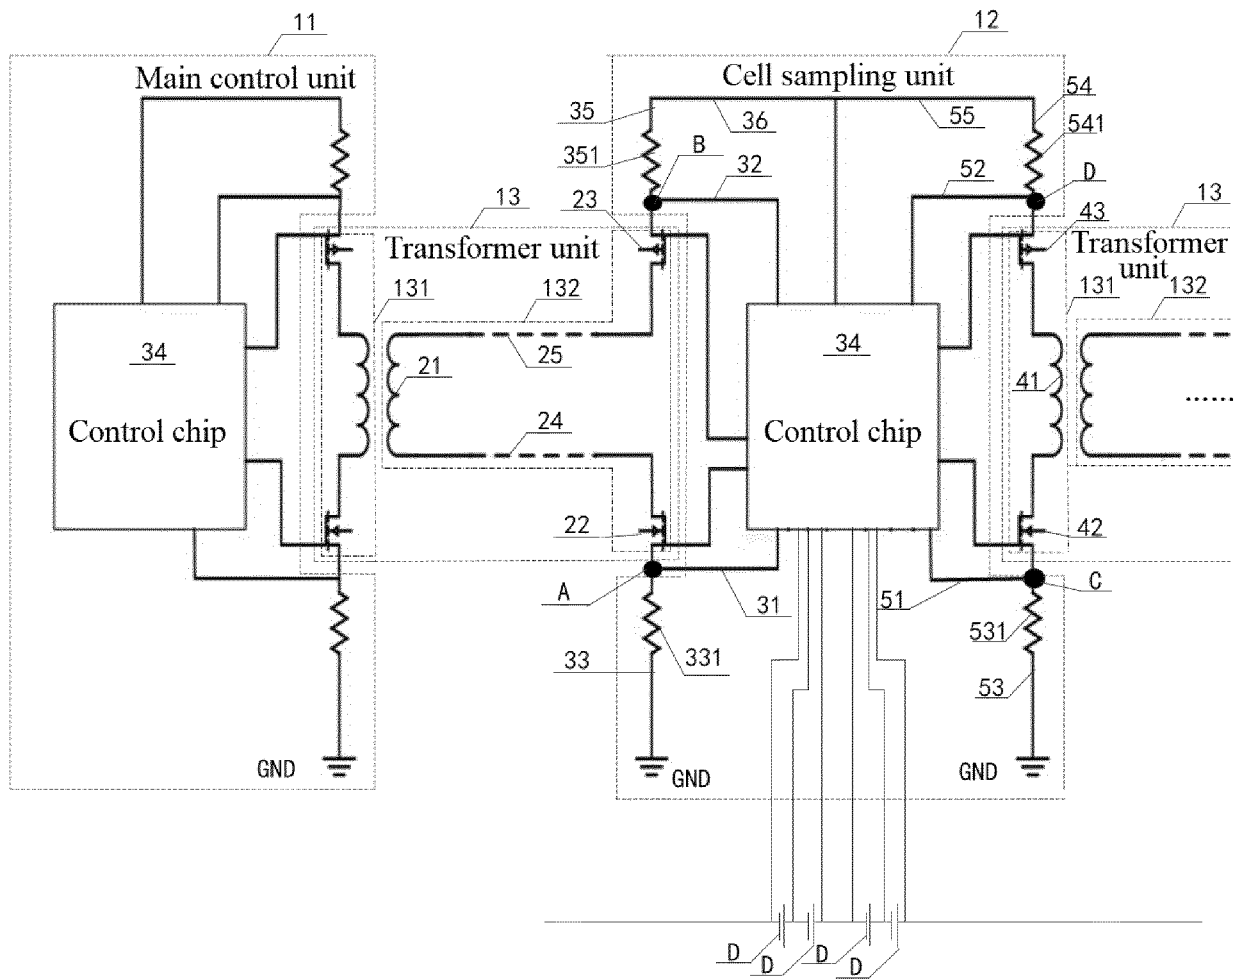 11
12
Main control unit
Cell sampling unit
54
35
36
55
541
351
B
32
52
D
23
13
43
13
Transformer unit
Transformer
unit
131
132
131
132
34
21
25
34
41
Control chip
24
Control chip
......
22
42
A
31
51
C
33
331
531
53
GND
GND
GND
D
D
D
D